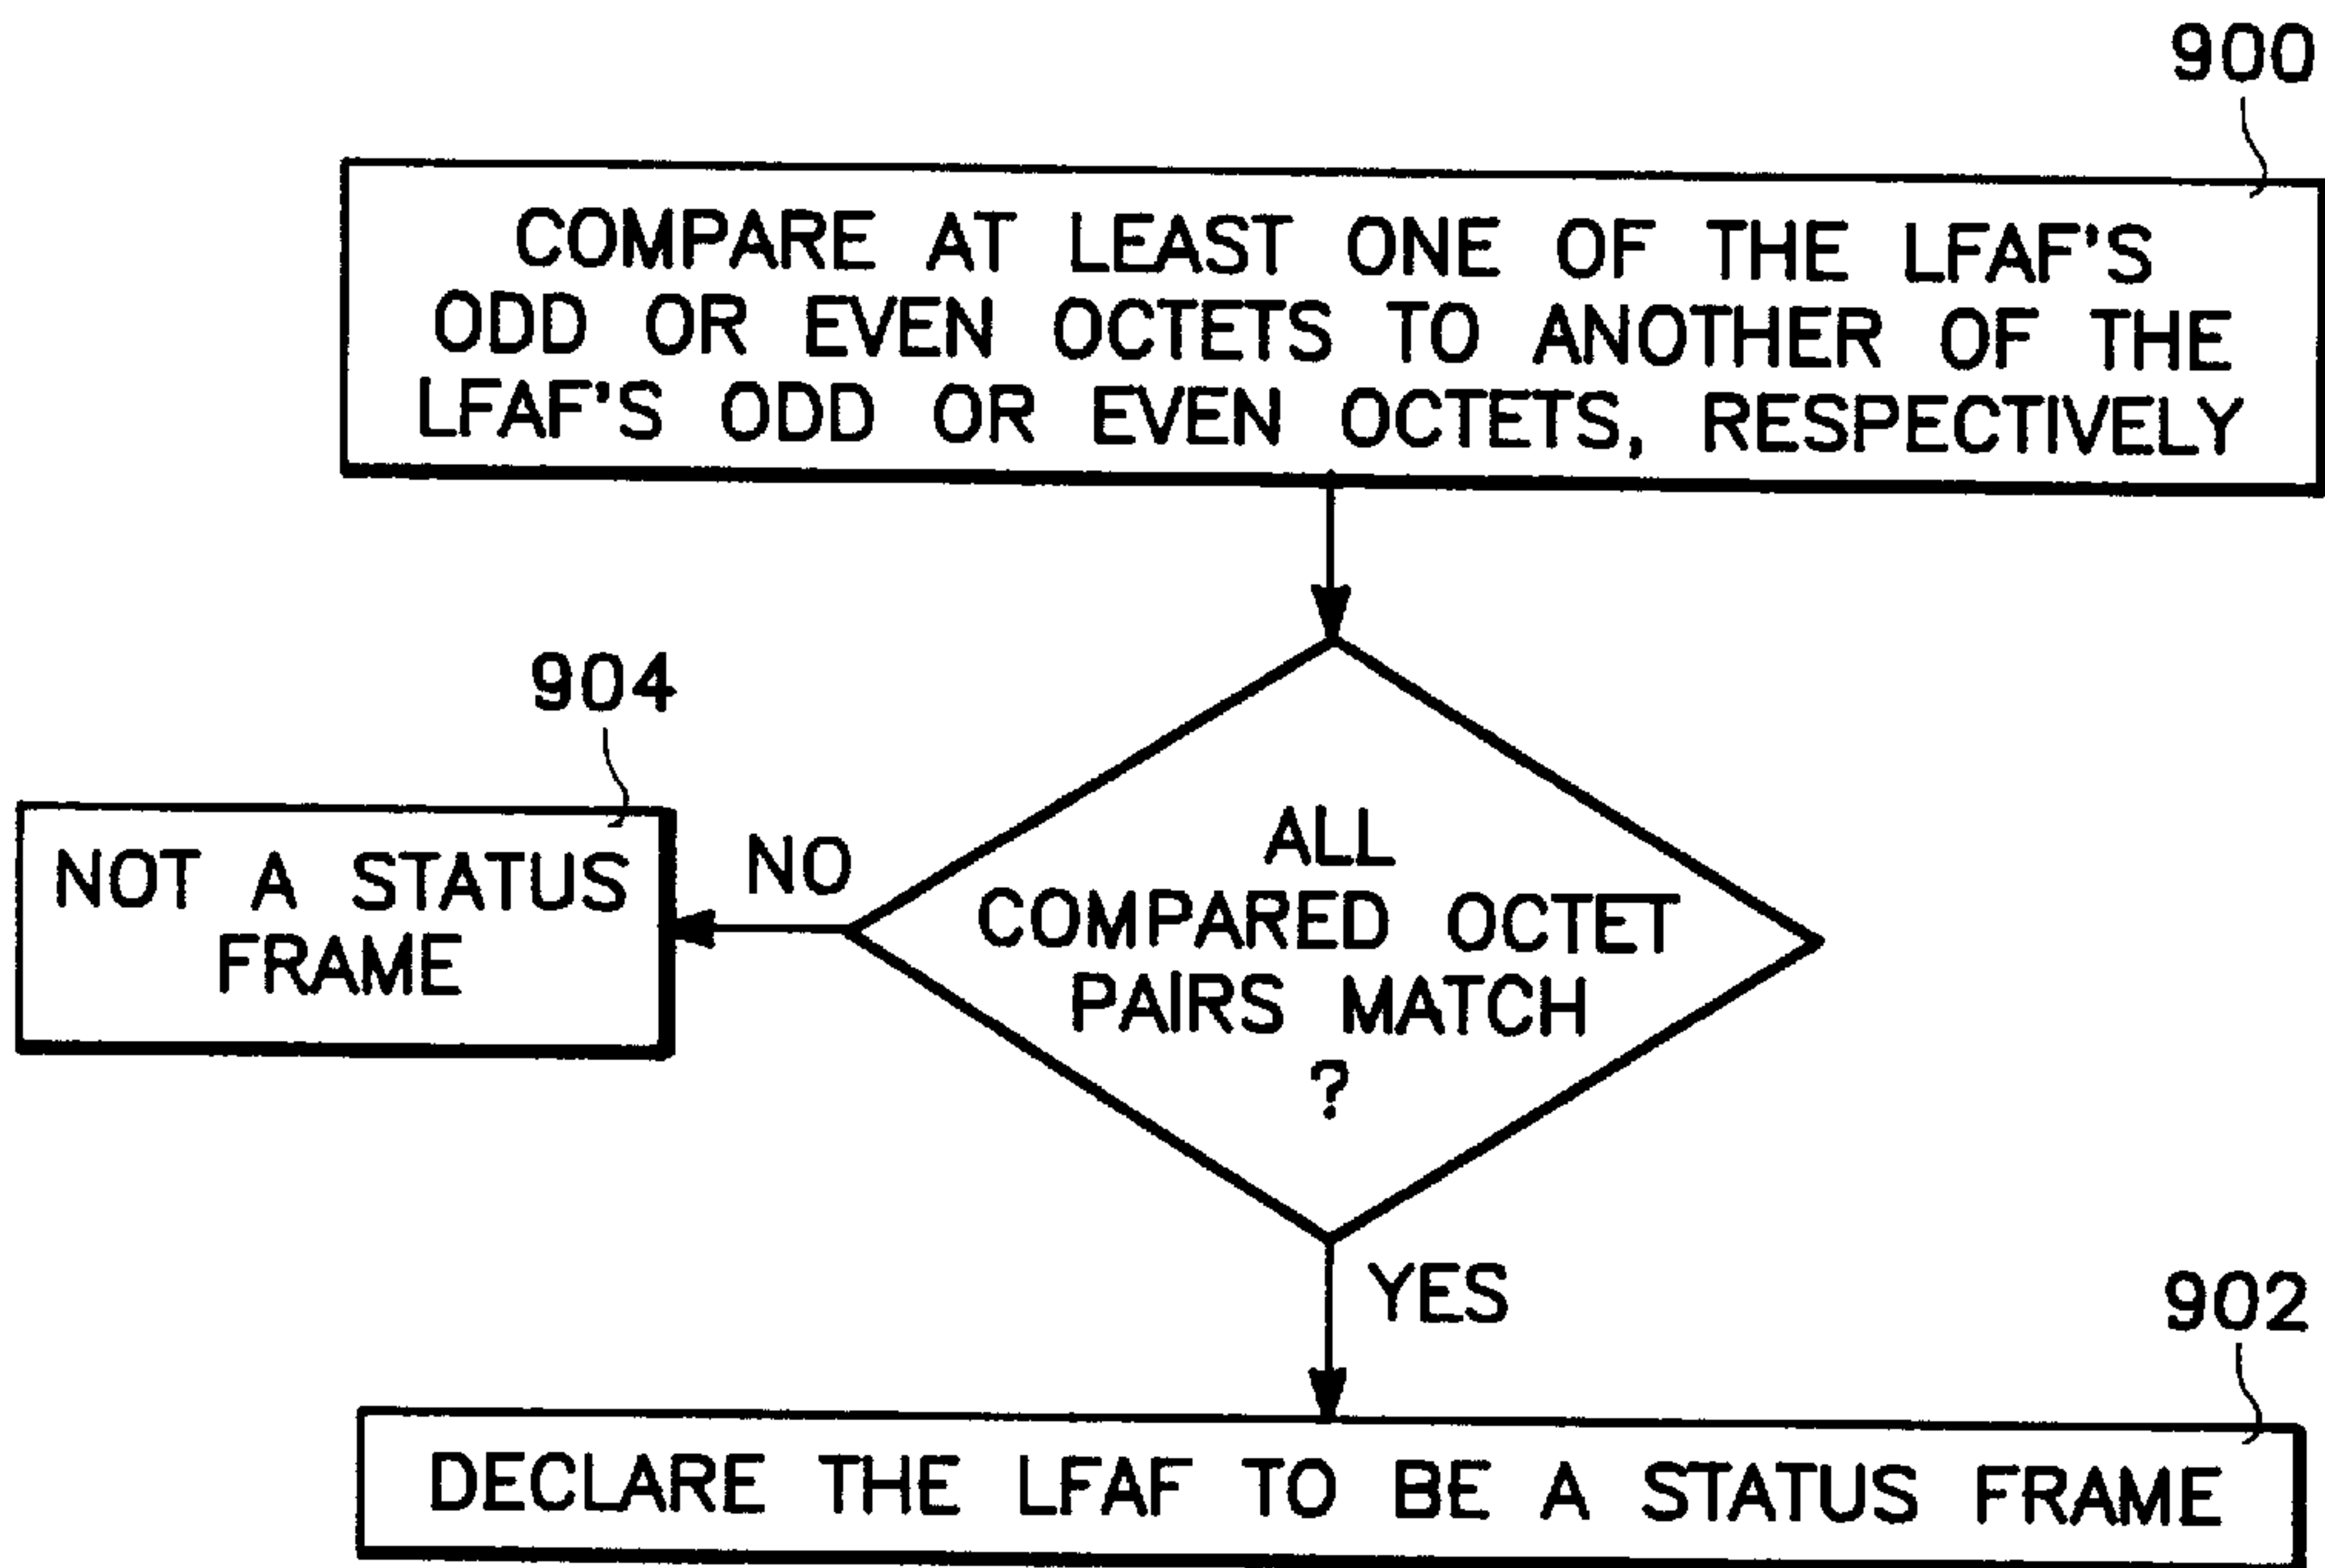 900
COMPARE AT LEAST ONE OF THE LFAF'S
ODD OR EVEN OCTETS TO ANOTHER OF THE
LFAF'S ODD OR EVEN OCTETS, RESPECTIVELY
904
NOT A STATUS
FRAME
NO
ALL
COMPARED OCTET
PAIRS MATCH
?
YES
902
DECLARE THE LFAF TO BE A STATUS FRAME